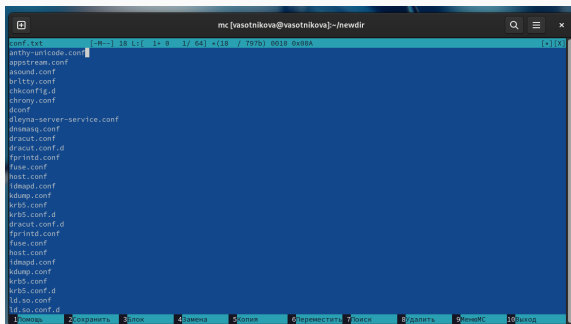 mc [vasotnikova@vasotnikova]:~/newdir
conf.txt [-M--] 18 L:[ 1+ 0 1/ 64] *(18 / 797b) 0010 0x00A [*][X]
anthy-unicode.conf
appstream.conf
asound.conf
brltty.conf
chkconfig.d
chrony.conf
dconf
dleyna-server-service.conf
dnsmasq.conf
dracut.conf
dracut.conf.d
fprintd.conf
fuse.conf
host.conf
idmapd.conf
kdump.conf
krb5.conf
krb5.conf.d
dracut.conf.d
fprintd.conf
fuse.conf
host.conf
idmapd.conf
kdump.conf
krb5.conf
krb5.conf.d
ld.so.conf
ld.so.conf.d
1Помощь 2Сохранить 3Блок 4Замена 5Копия 6Переместить 7Поиск 8Удалить 9МенюMC 10Выход